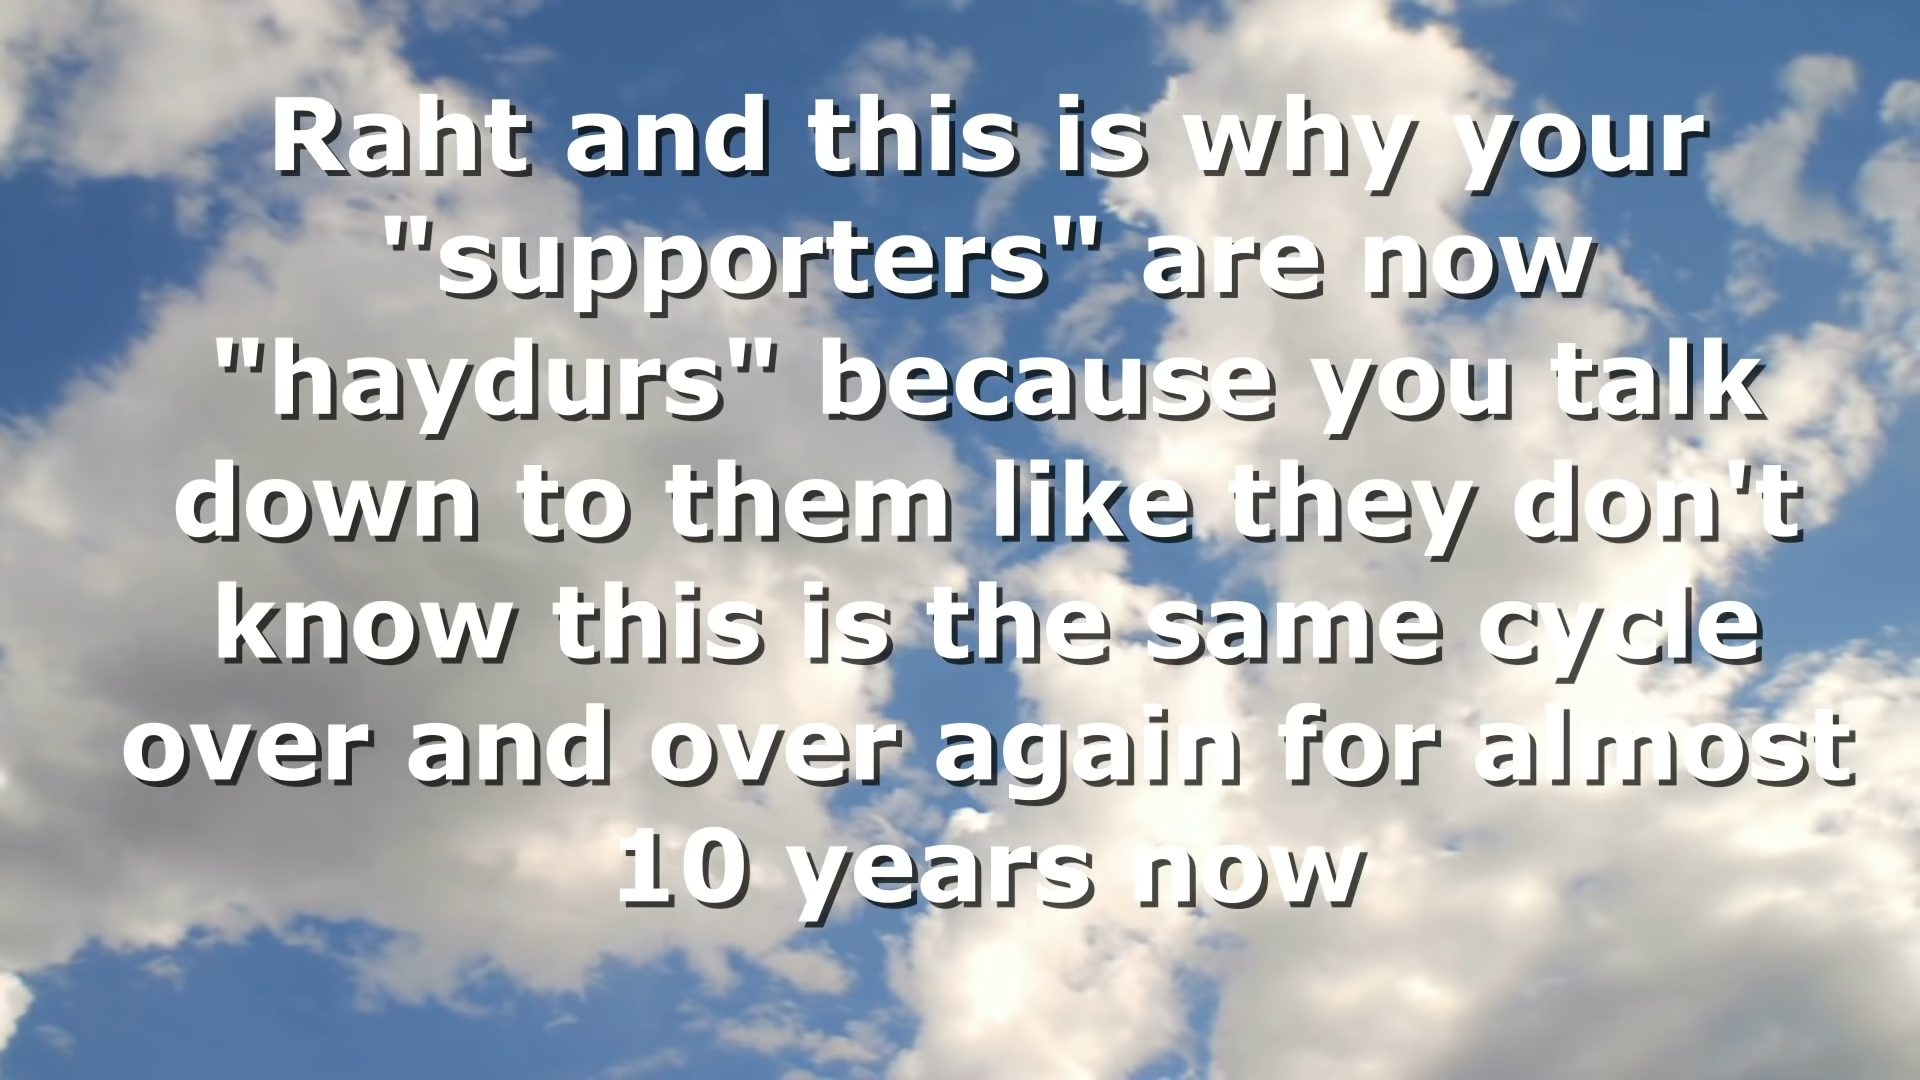 Raht and this is why your
"supporters" are now
"haydurs" because you talk
down to them like they don't
know this is the same cycle
over and over again for almost
10 years now